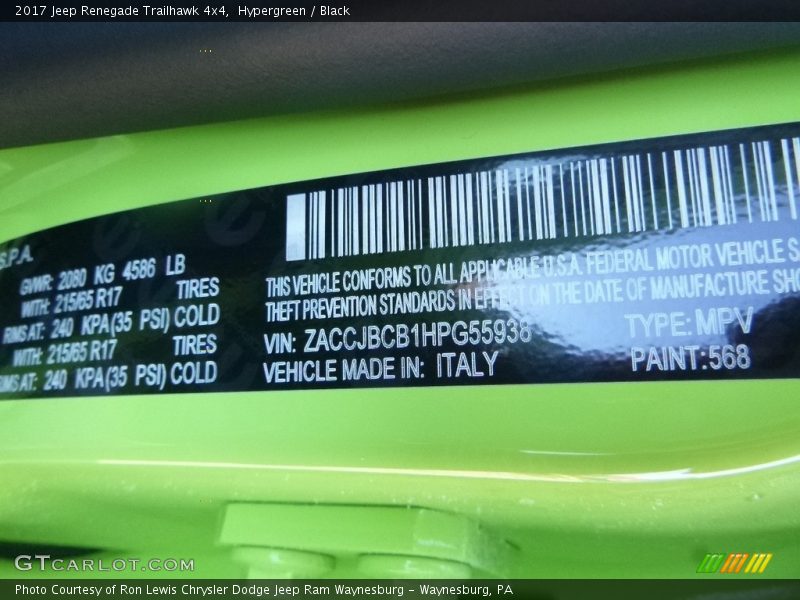 2017 Jeep Renegade Trailhawk 4x4,  Hypergreen / Black
S.P.A.
GVWR: 2080 KG 4586 LB
WITH: 215/65 R17 TIRES
RIMS AT: 240 KPA(35 PSI) COLD
WITH: 215/65 R17 TIRES
RIMS AT: 240 KPA(35 PSI) COLD
THIS VEHICLE CONFORMS TO ALL APPLICABLE U.S.A. FEDERAL MOTOR VEHICLE S
THEFT PREVENTION STANDARDS IN EFFECT ON THE DATE OF MANUFACTURE SHO
VIN: ZACCJBCB1HPG55938 TYPE: MPV
VEHICLE MADE IN: ITALY PAINT:568
GTCARLOT.COM
Photo Courtesy of Ron Lewis Chrysler Dodge Jeep Ram Waynesburg - Waynesburg, PA